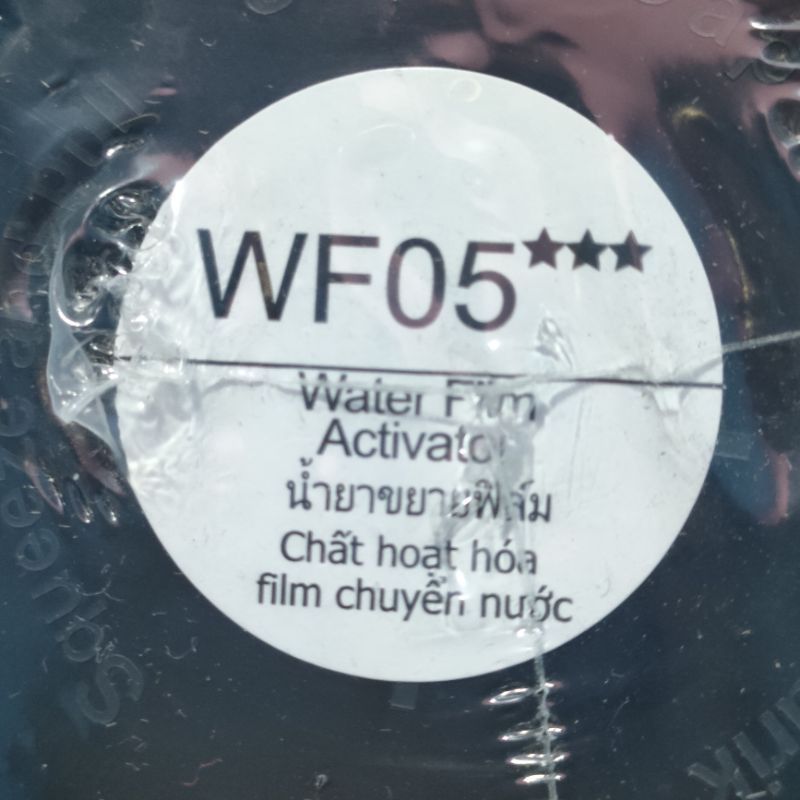 WF05★★★
Water Film
Activator
น้ำยาขยายฟิล์ม
Chất hoạt hóa
film chuyển nước
Squeeze